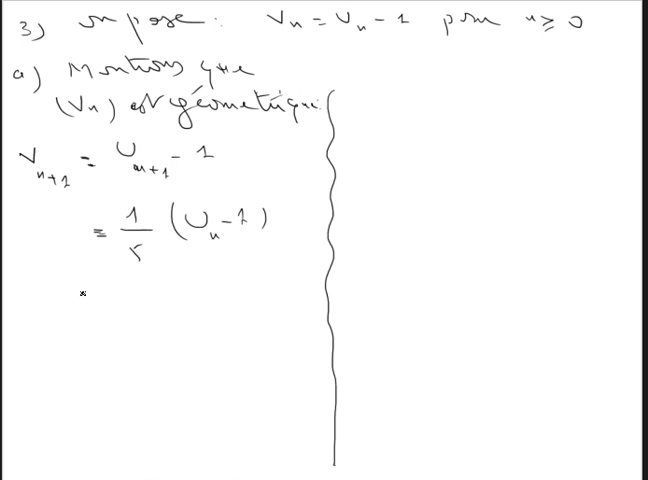 3) on pose : Vn = Un - 1 pour n ≥ 0
a) Montrons que
(Vn) est géométrique:
Vn+1 = Un+1 - 1
= 1/5 (Un - 1)